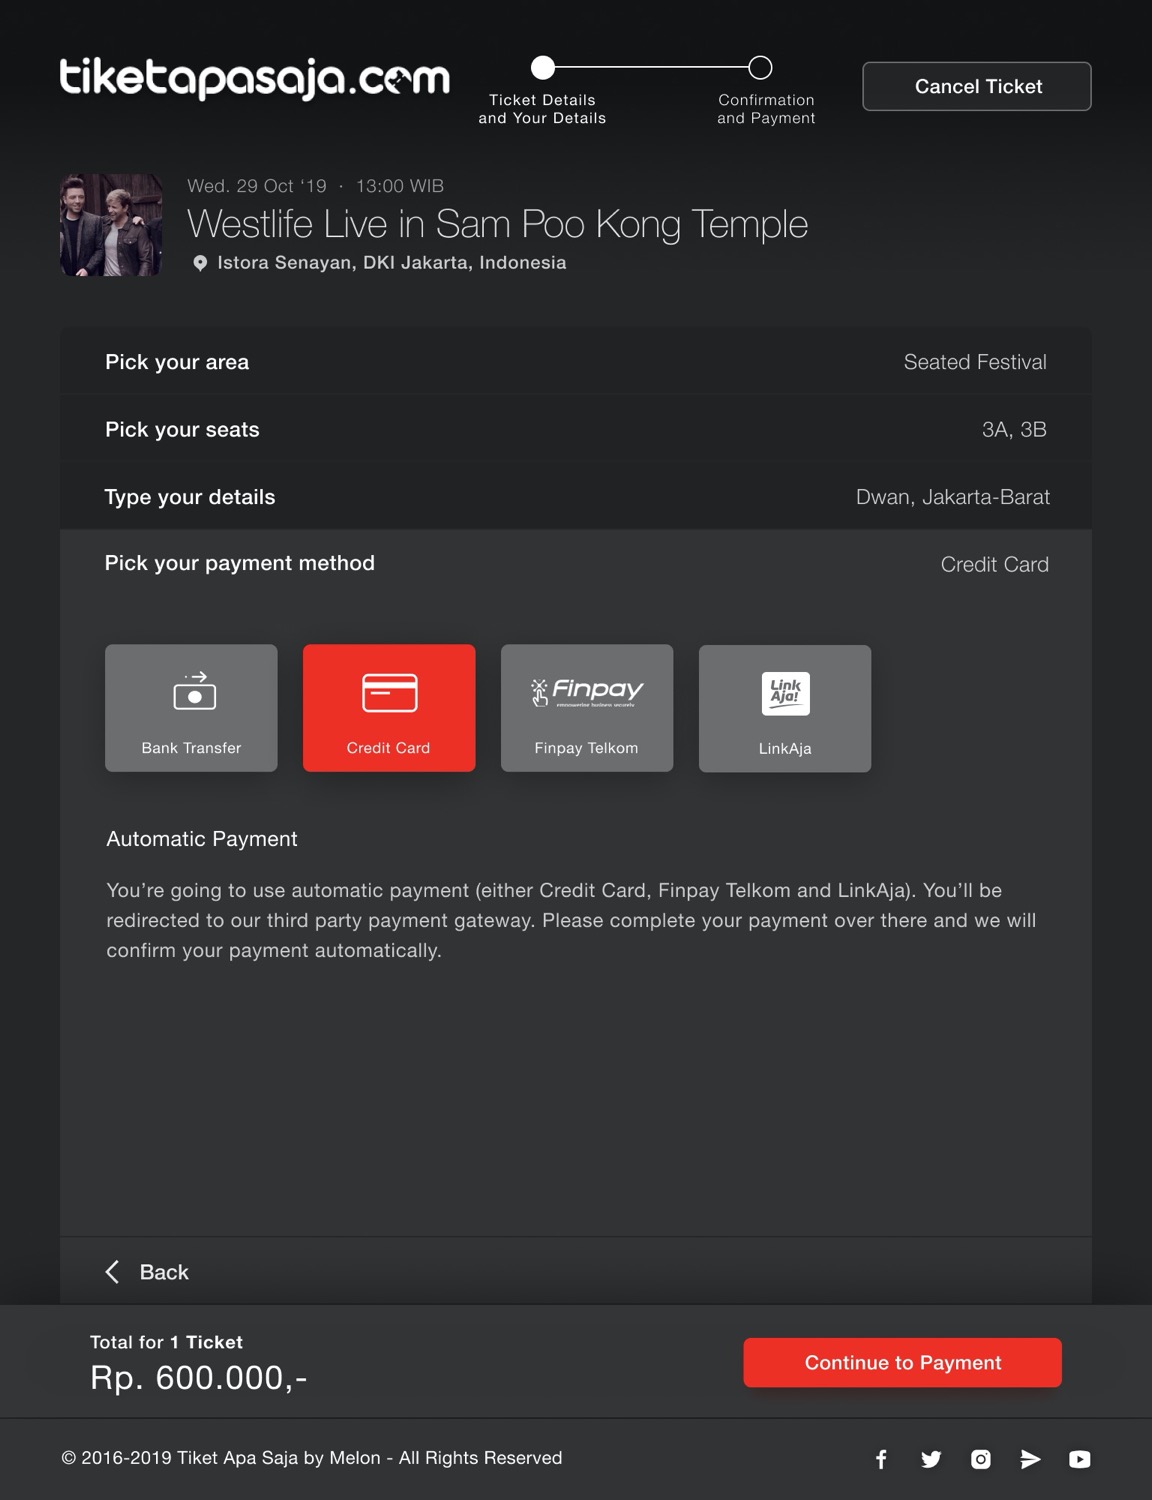 tiketapasaja.com
Ticket Details
and Your Details
Confirmation
and Payment
Cancel Ticket
Wed. 29 Oct ‘19 · 13:00 WIB
Westlife Live in Sam Poo Kong Temple
Istora Senayan, DKI Jakarta, Indonesia
Pick your area
Seated Festival
Pick your seats
3A, 3B
Type your details
Dwan, Jakarta-Barat
Pick your payment method
Credit Card
Bank Transfer
Credit Card
Finpay
empowering business securely
Finpay Telkom
Link
Aja!
LinkAja
Automatic Payment
You’re going to use automatic payment (either Credit Card, Finpay Telkom and LinkAja). You’ll be
redirected to our third party payment gateway. Please complete your payment over there and we will
confirm your payment automatically.
Back
Total for 1 Ticket
Rp. 600.000,-
Continue to Payment
© 2016-2019 Tiket Apa Saja by Melon - All Rights Reserved